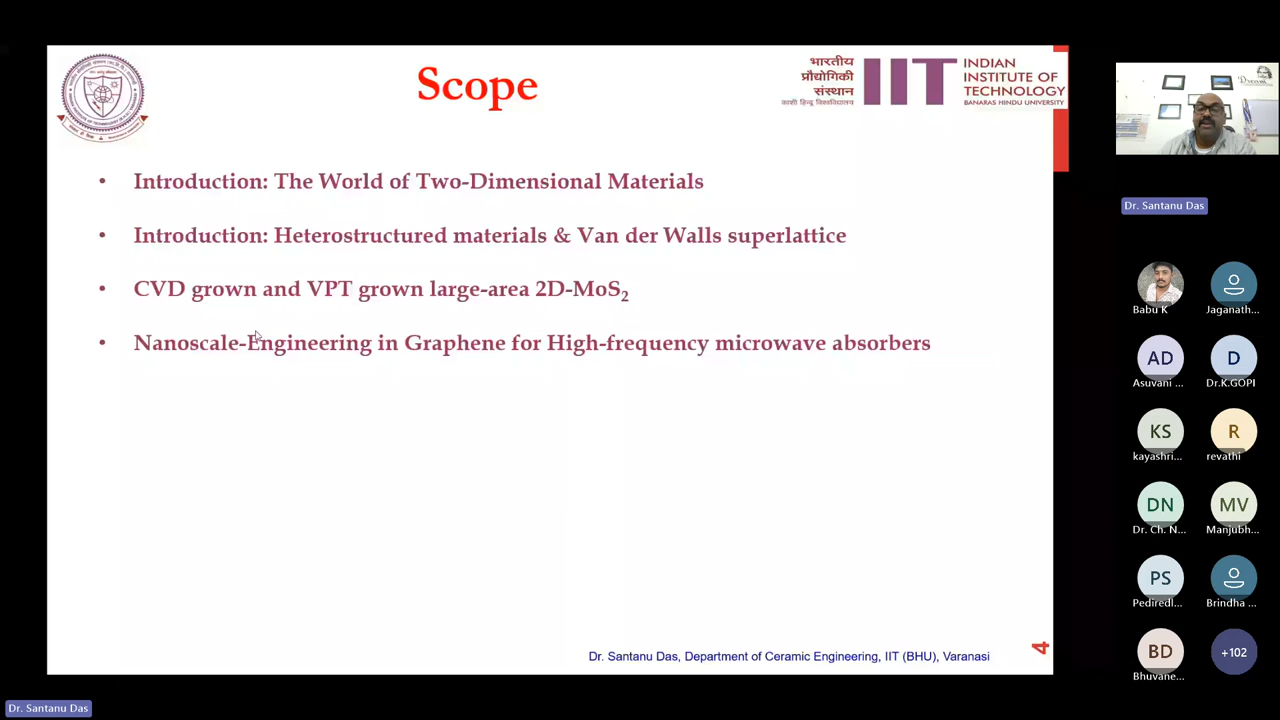 Scope
भारतीय
प्रौद्योगिकी
संस्थान
काशी हिन्दू विश्वविद्यालय
IIT
INDIAN
INSTITUTE OF
TECHNOLOGY
BANARAS HINDU UNIVERSITY
• Introduction: The World of Two-Dimensional Materials
• Introduction: Heterostructured materials & Van der Walls superlattice
• CVD grown and VPT grown large-area 2D-MoS₂
• Nanoscale-Engineering in Graphene for High-frequency microwave absorbers
Dr. Santanu Das, Department of Ceramic Engineering, IIT (BHU), Varanasi
4
Dr. Santanu Das
Babu K
Jaganath...
AD
Asuvani ...
D
Dr.K.GOPI
KS
kayashri...
R
revathi
DN
Dr. Ch. N...
MV
Manjubh...
PS
Pediredl...
Brindha ...
BD
Bhuvane...
+102
Dr. Santanu Das